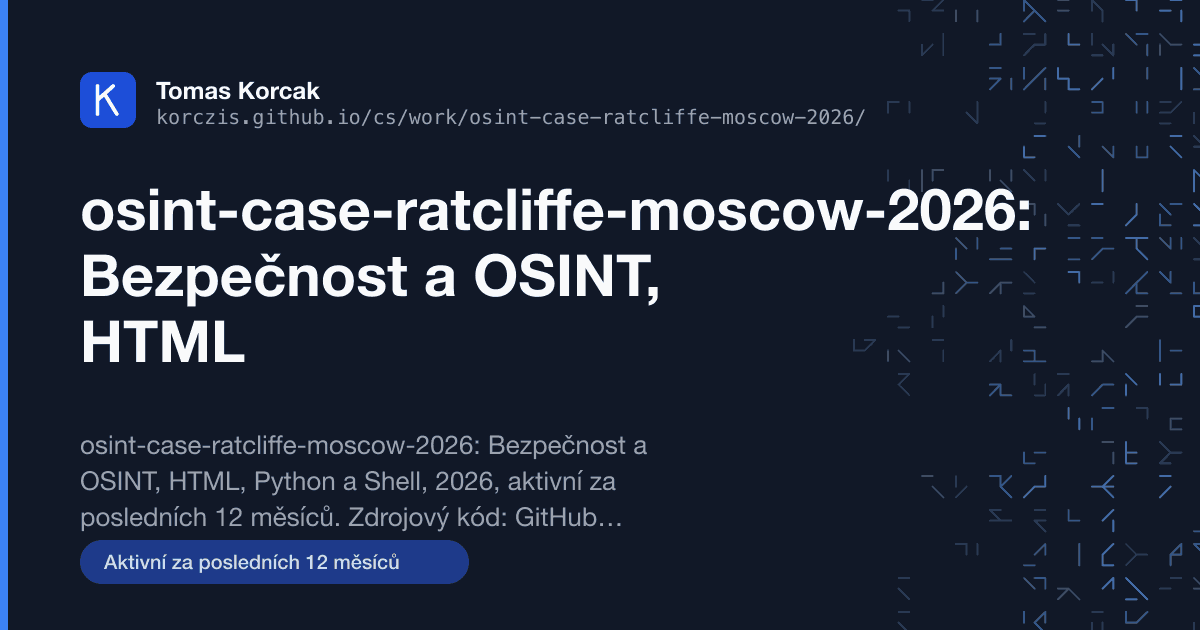 K
Tomas Korcak
korczis.github.io/cs/work/osint-case-ratcliffe-moscow-2026/
osint-case-ratcliffe-moscow-2026:
Bezpečnost a OSINT,
HTML
osint-case-ratcliffe-moscow-2026: Bezpečnost a
OSINT, HTML, Python a Shell, 2026, aktivní za
posledních 12 měsíců. Zdrojový kód: GitHub…
Aktivní za posledních 12 měsíců